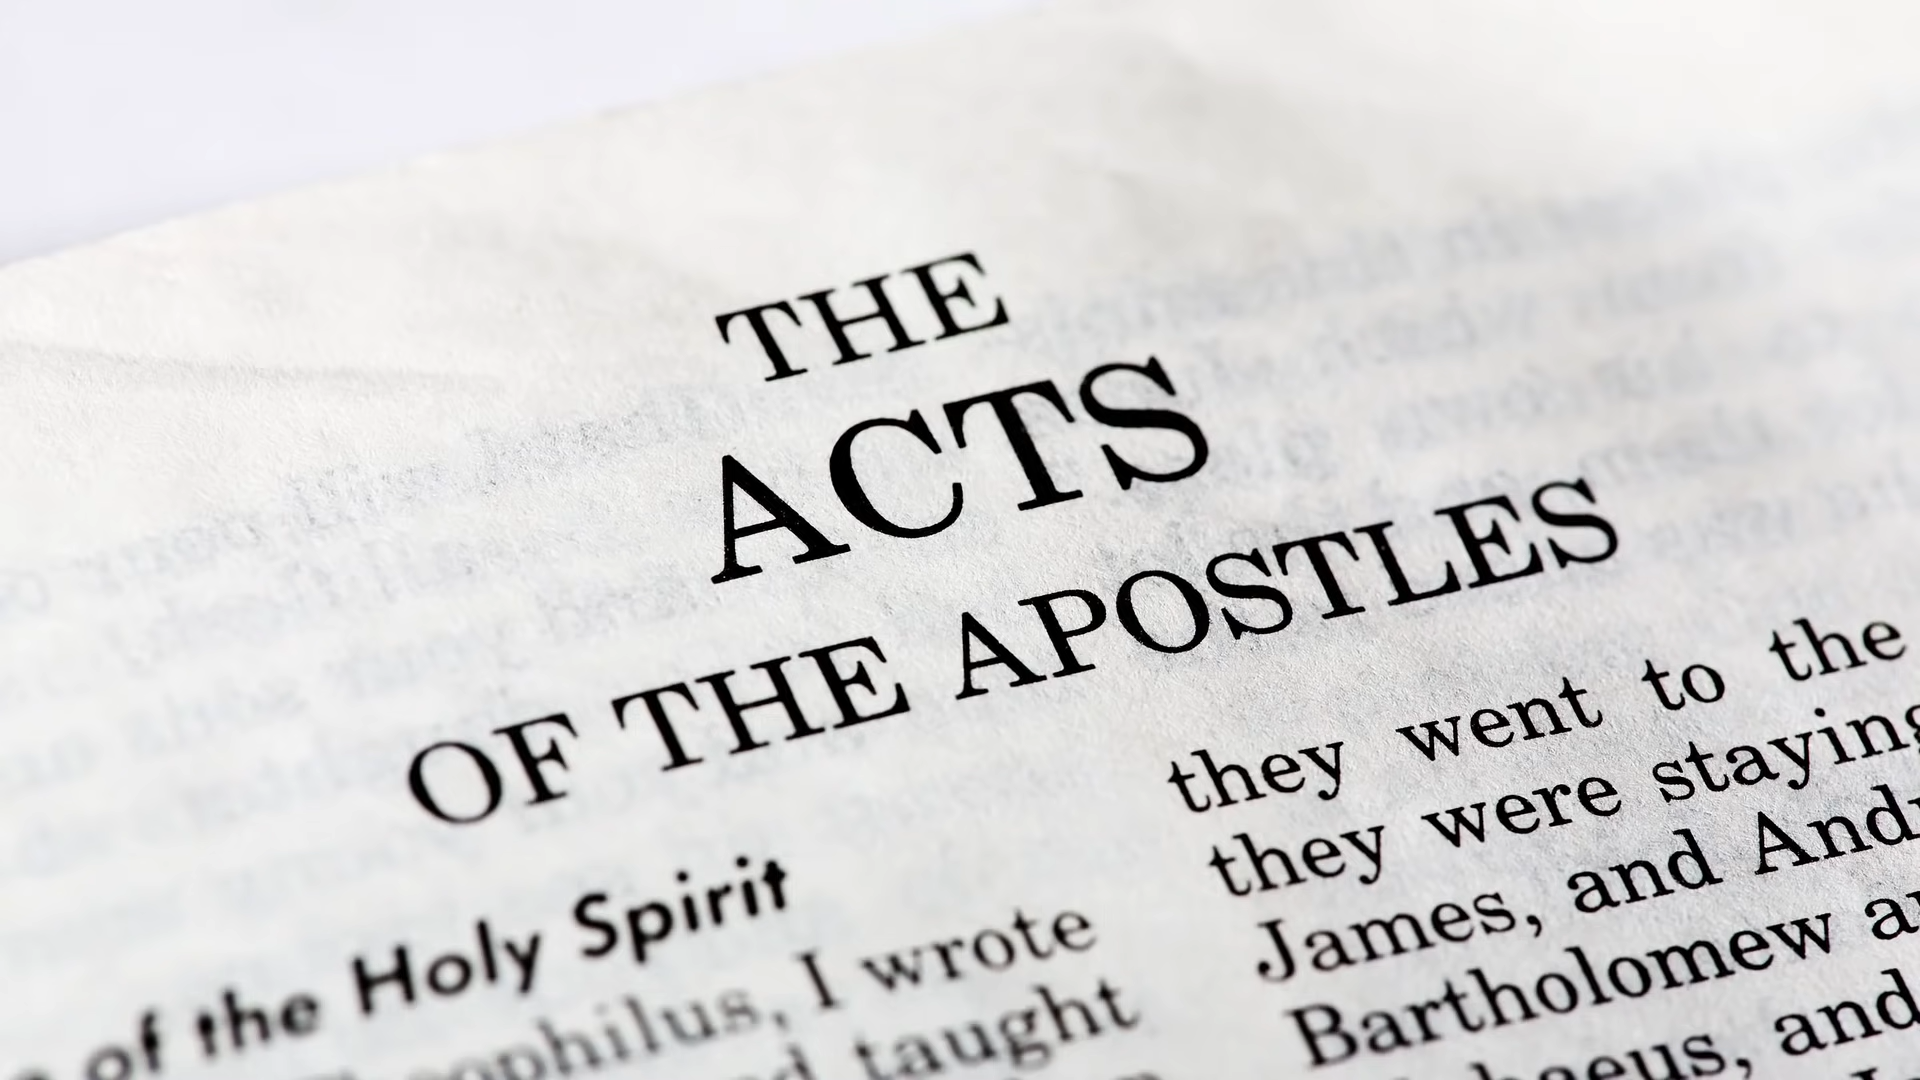 THE
ACTS
OF THE APOSTLES
of the Holy Spirit
I wrote
taught
they went to the
they were staying
James, and
Bartholomew
and